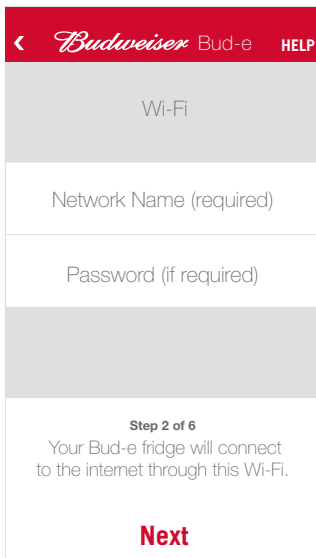 Budweiser Bud-e HELP
Wi-Fi
Network Name (required)
Password (if required)
Step 2 of 6
Your Bud-e fridge will connect
to the internet through this Wi-Fi.
Next